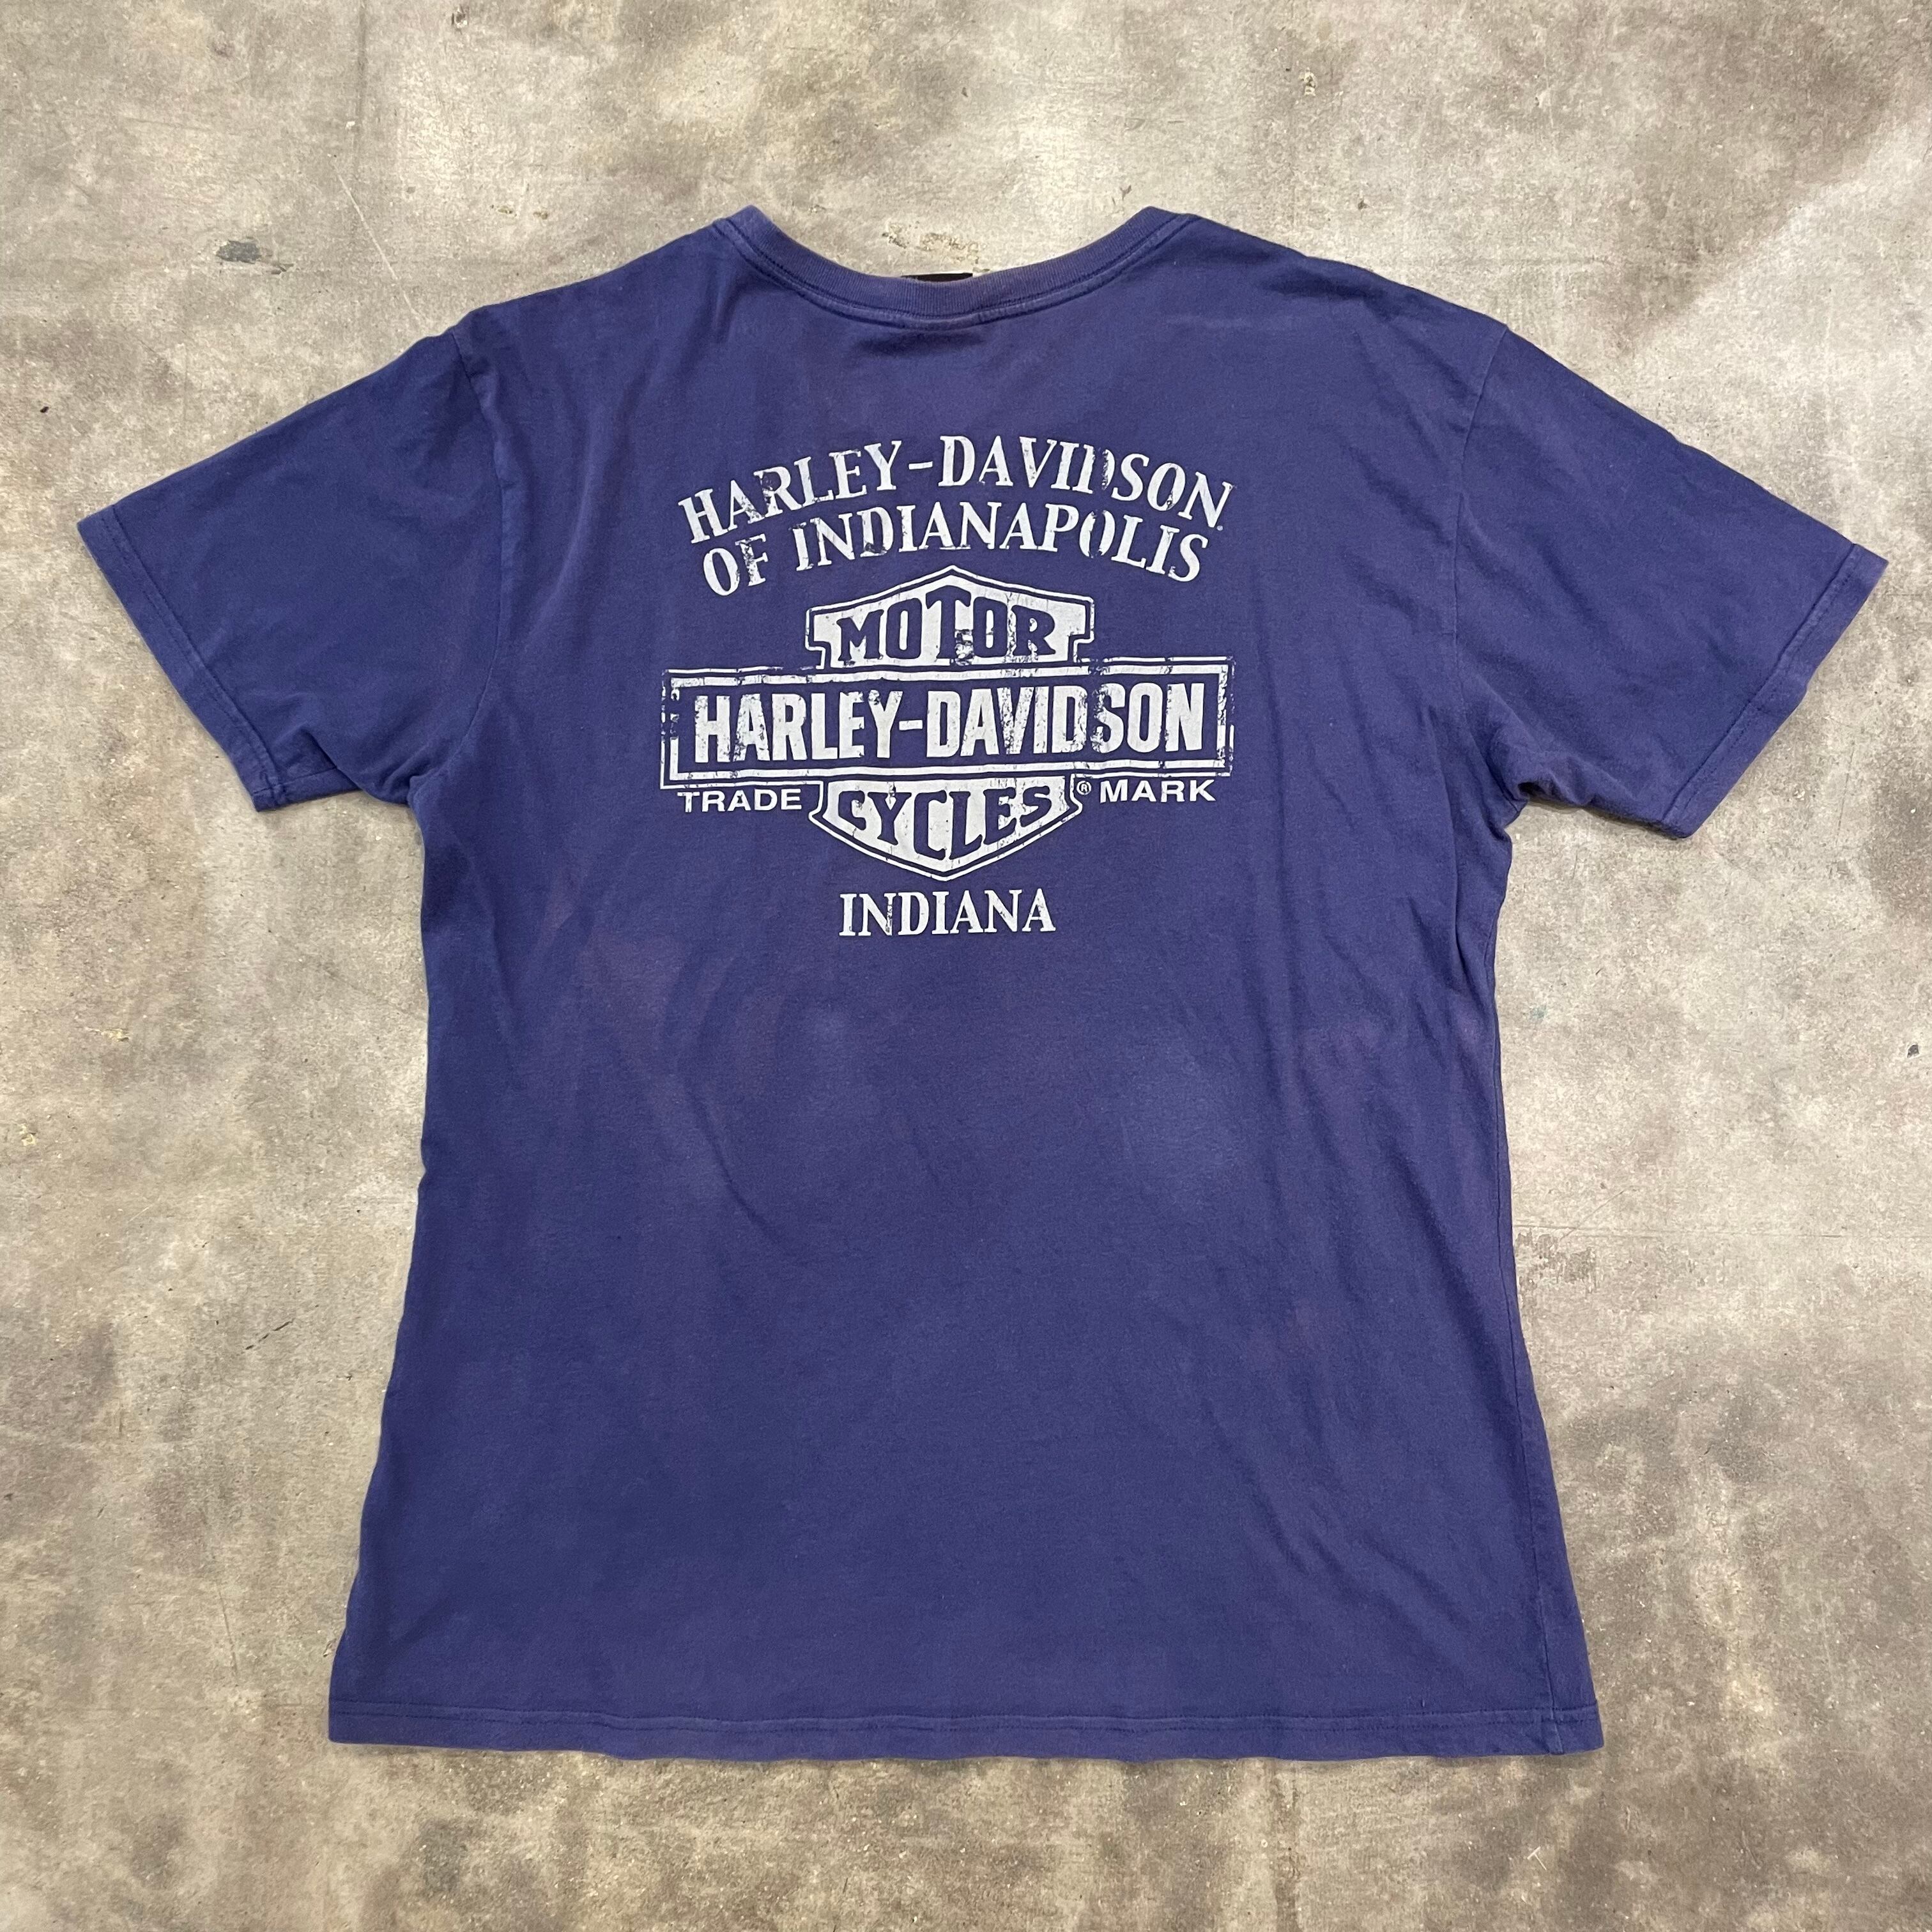 HARLEY-DAVIDSON
OF INDIANAPOLIS
MOTOR
HARLEY-DAVIDSON
TRADE CYCLES ® MARK
INDIANA